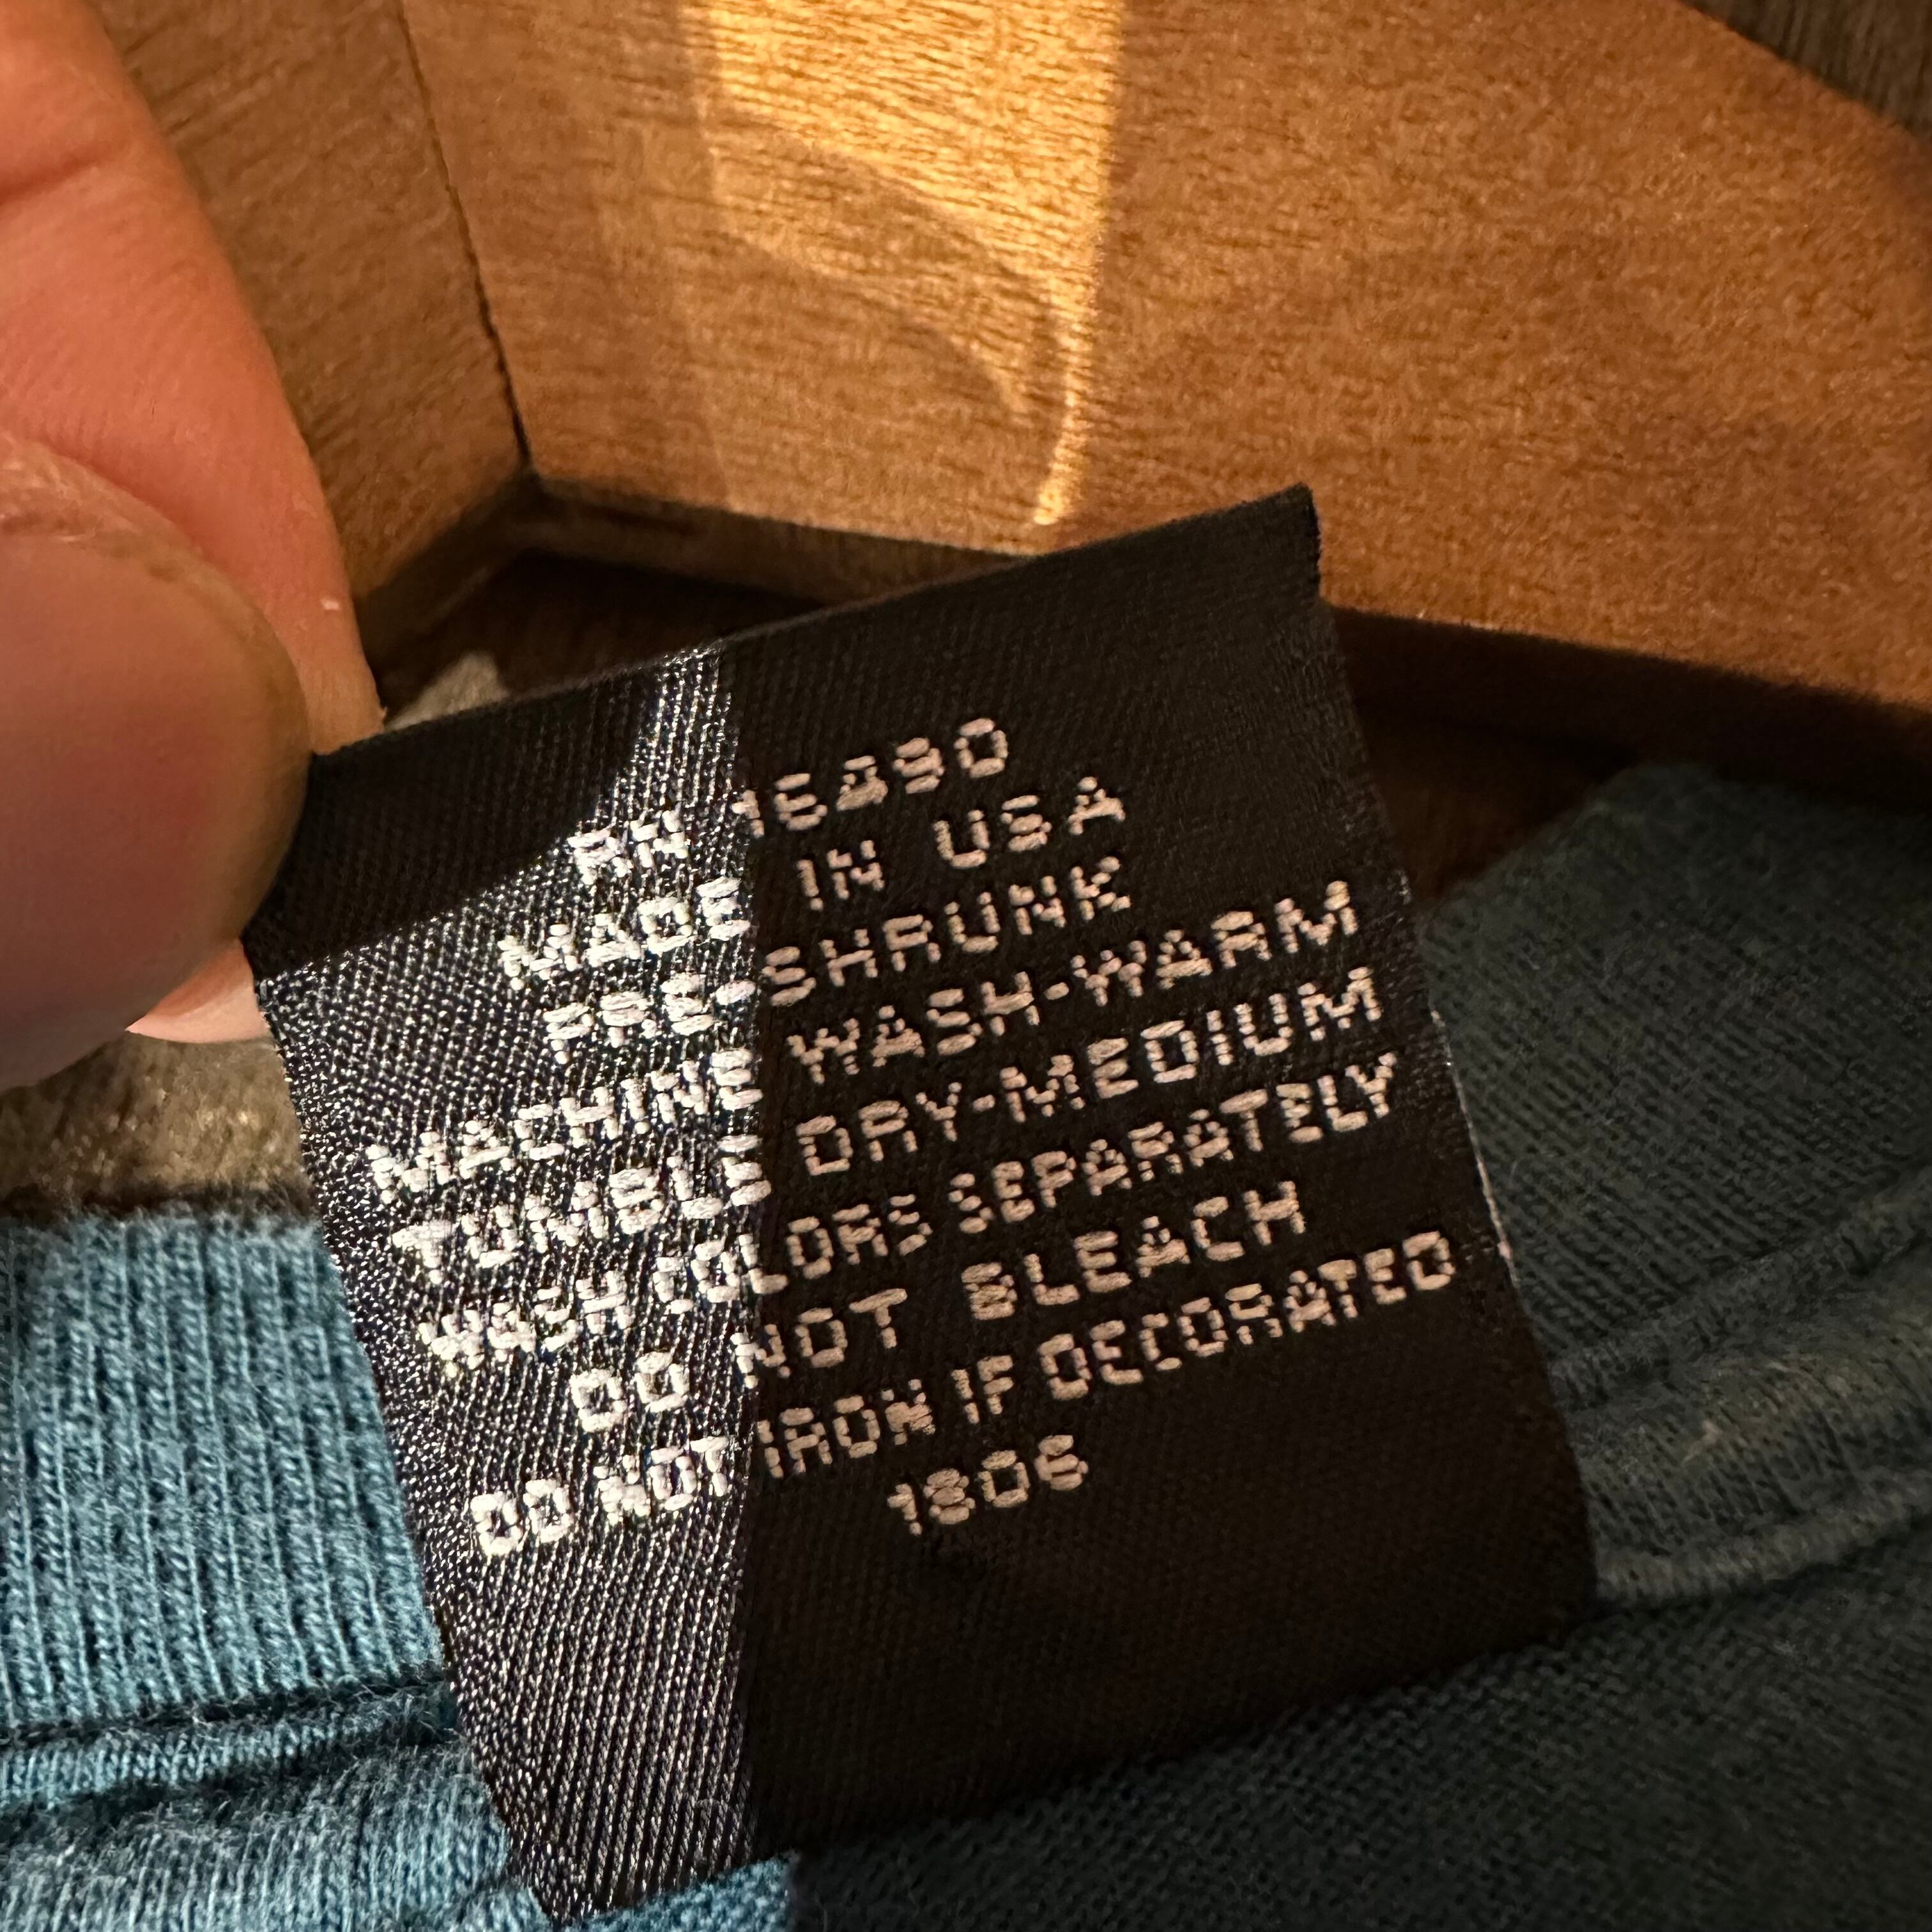 RN 16490
MADE IN USA
PRE-SHRUNK
MACHINE WASH-WARM
TUMBLE DRY-MEDIUM
WASH COLORS SEPARATELY
DO NOT BLEACH
DO NOT IRON IF DECORATED
1806